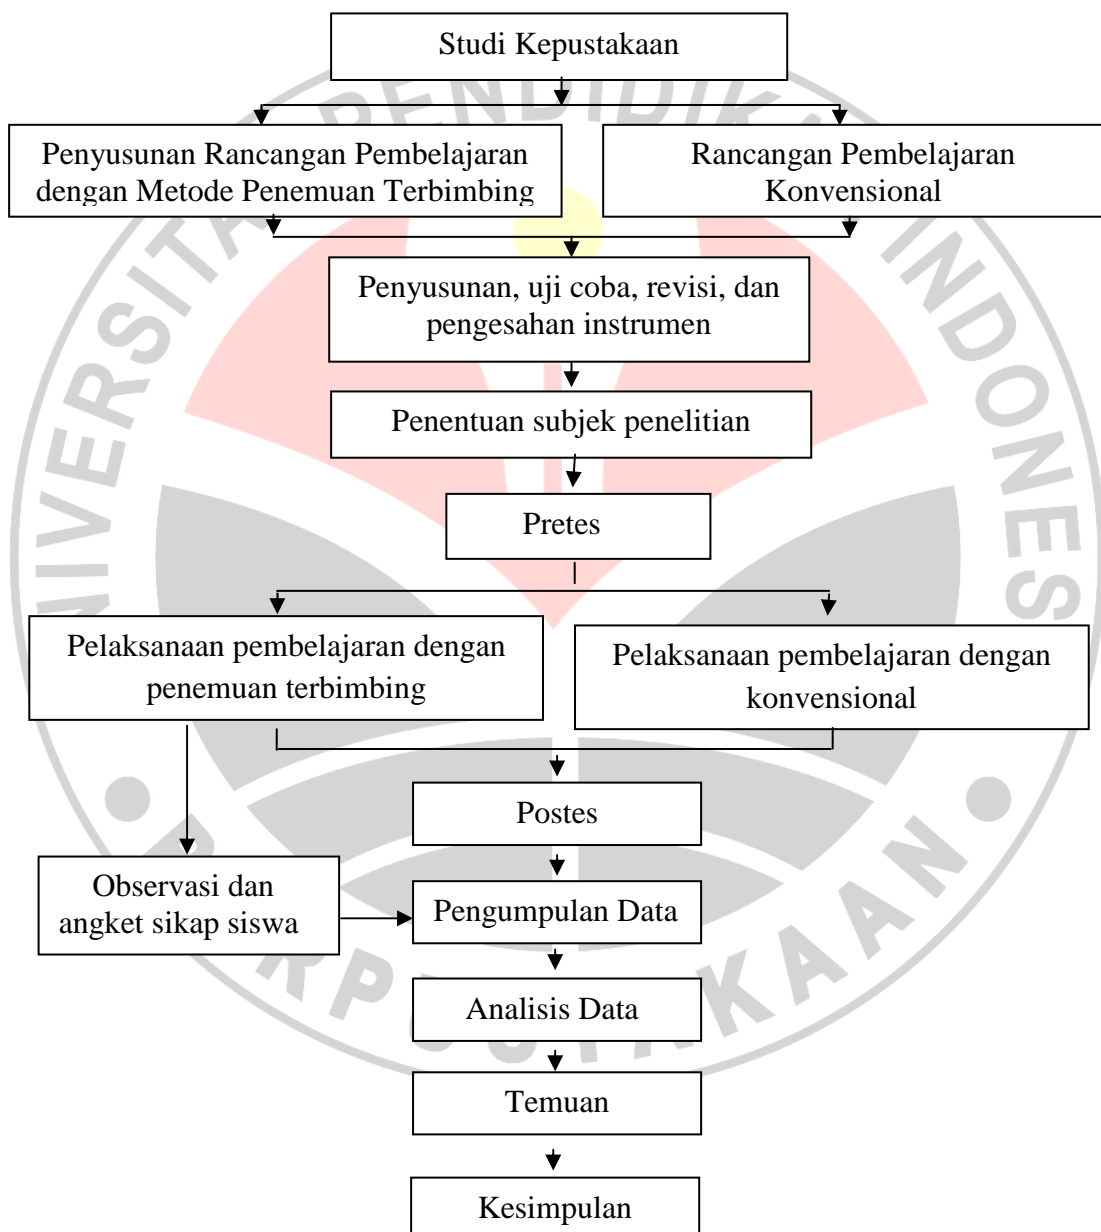 Studi Kepustakaan
Penyusunan Rancangan Pembelajaran
dengan Metode Penemuan Terbimbing
Rancangan Pembelajaran
Konvensional
Penyusunan, uji coba, revisi, dan
pengesahan instrumen
Penentuan subjek penelitian
Pretes
Pelaksanaan pembelajaran dengan
penemuan terbimbing
Pelaksanaan pembelajaran dengan
konvensional
Postes
Observasi dan
angket sikap siswa
Pengumpulan Data
Analisis Data
Temuan
Kesimpulan